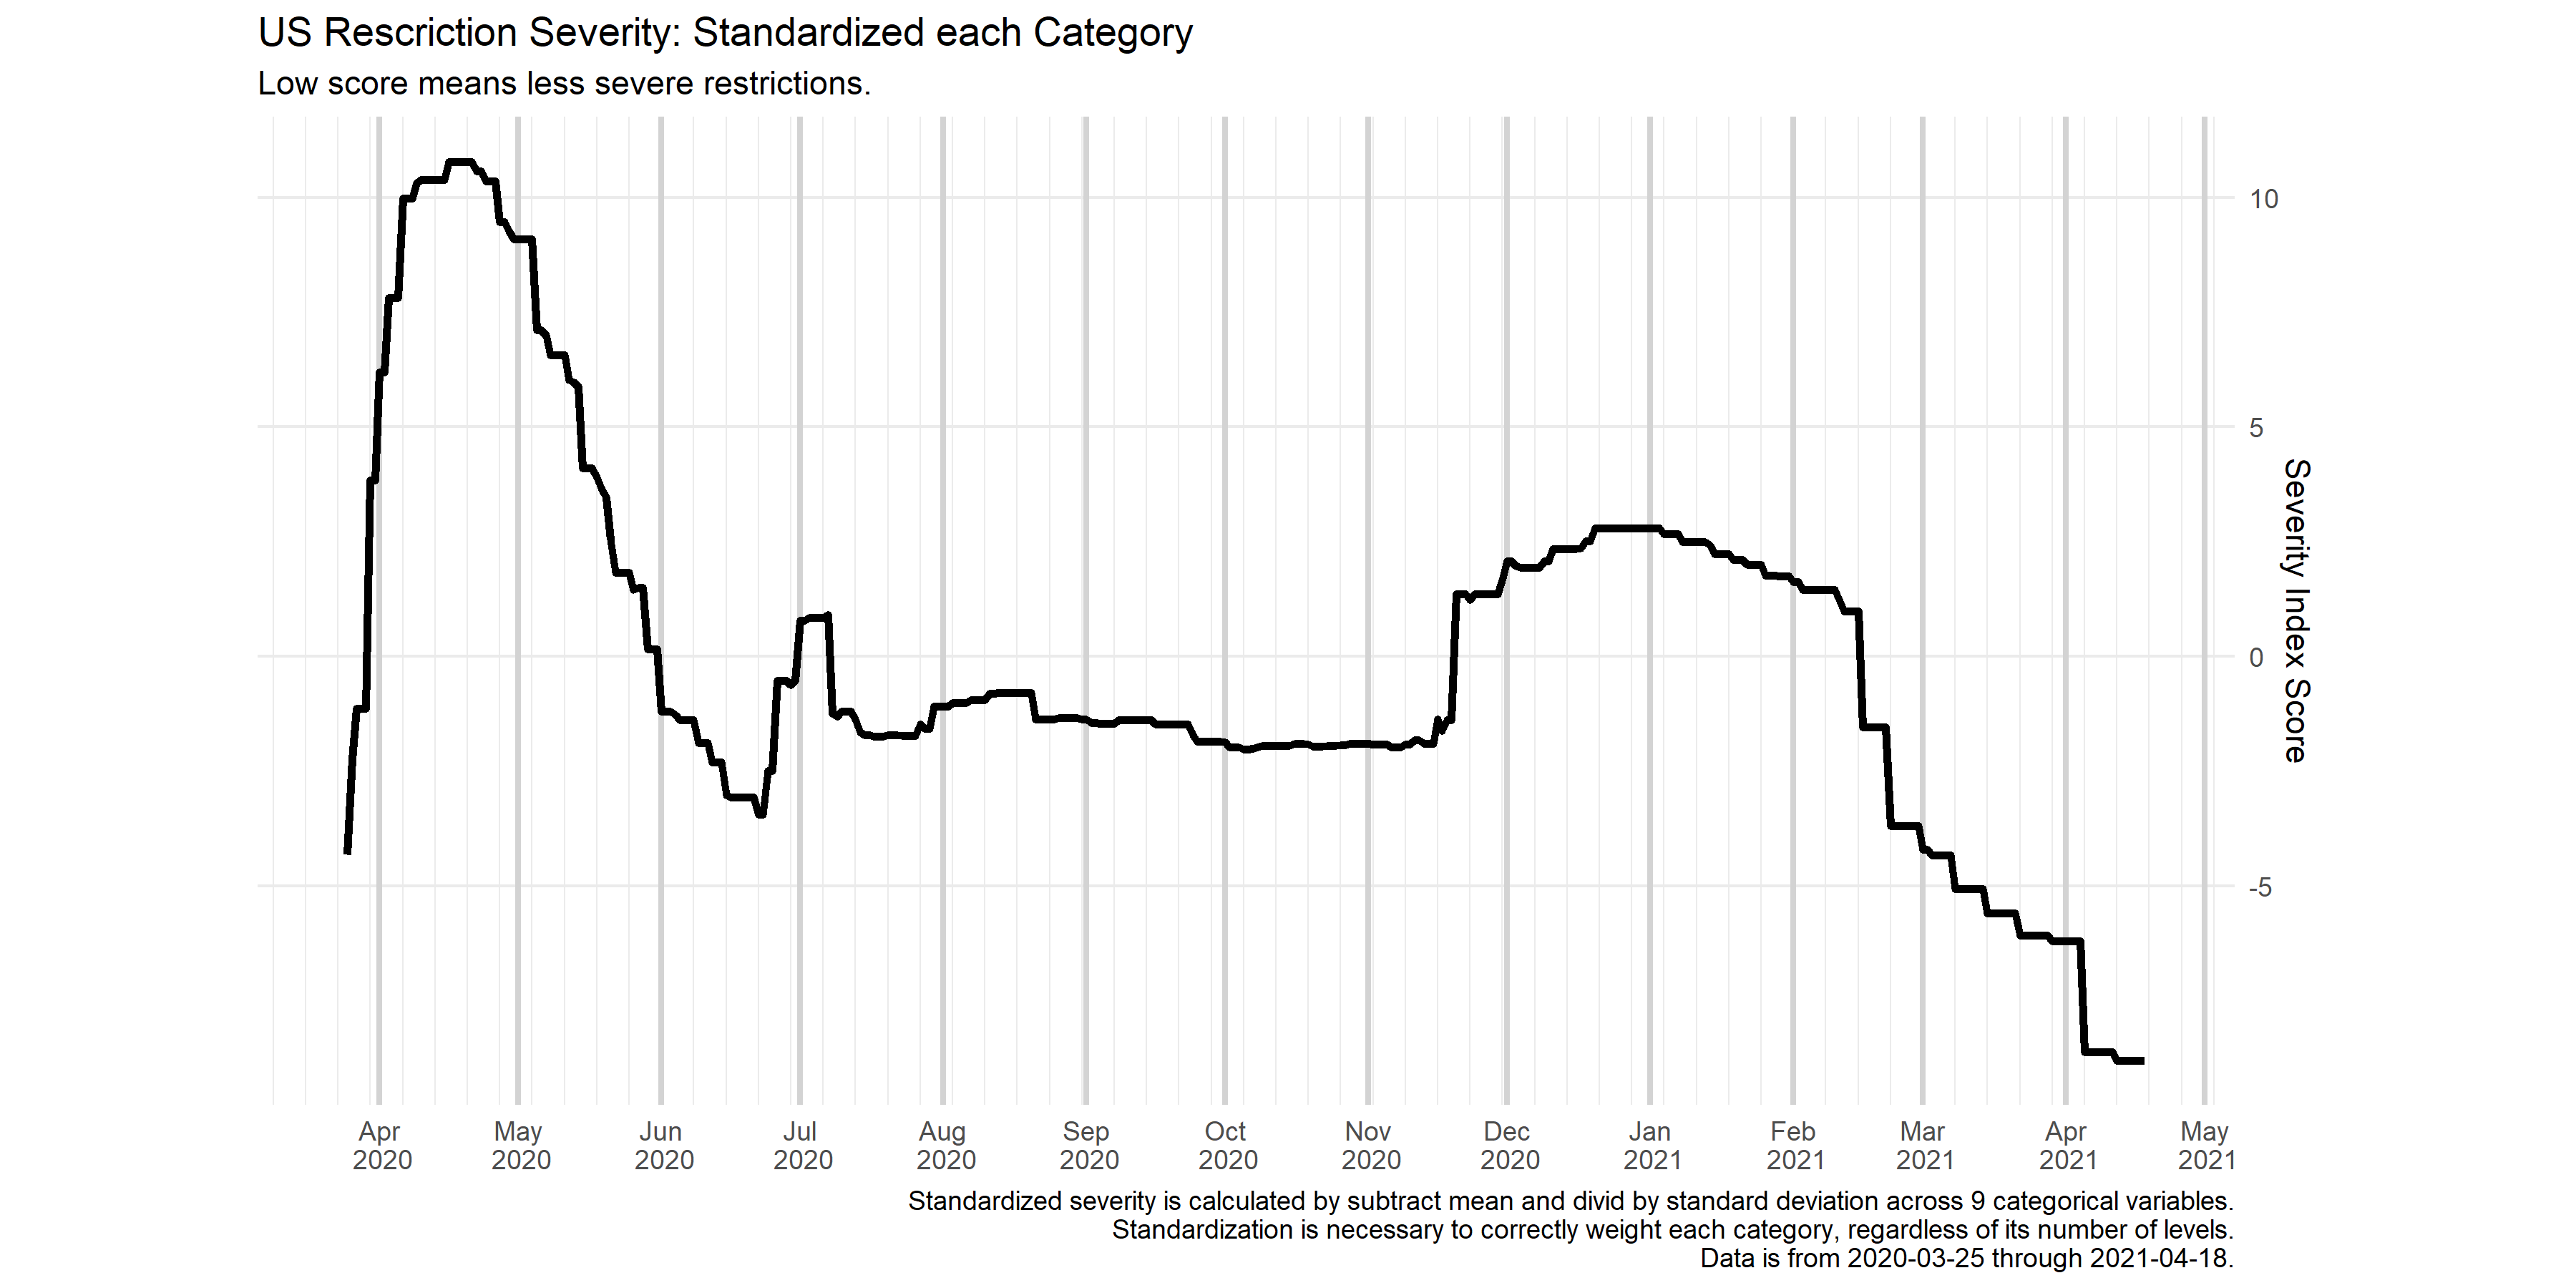 US Rescriction Severity: Standardized each Category
Low score means less severe restrictions.
10
5
0
-5
Severity Index Score
Apr
2020
May
2020
Jun
2020
Jul
2020
Aug
2020
Sep
2020
Oct
2020
Nov
2020
Dec
2020
Jan
2021
Feb
2021
Mar
2021
Apr
2021
May
2021
Standardized severity is calculated by subtract mean and divid by standard deviation across 9 categorical variables.
Standardization is necessary to correctly weight each category, regardless of its number of levels.
Data is from 2020-03-25 through 2021-04-18.